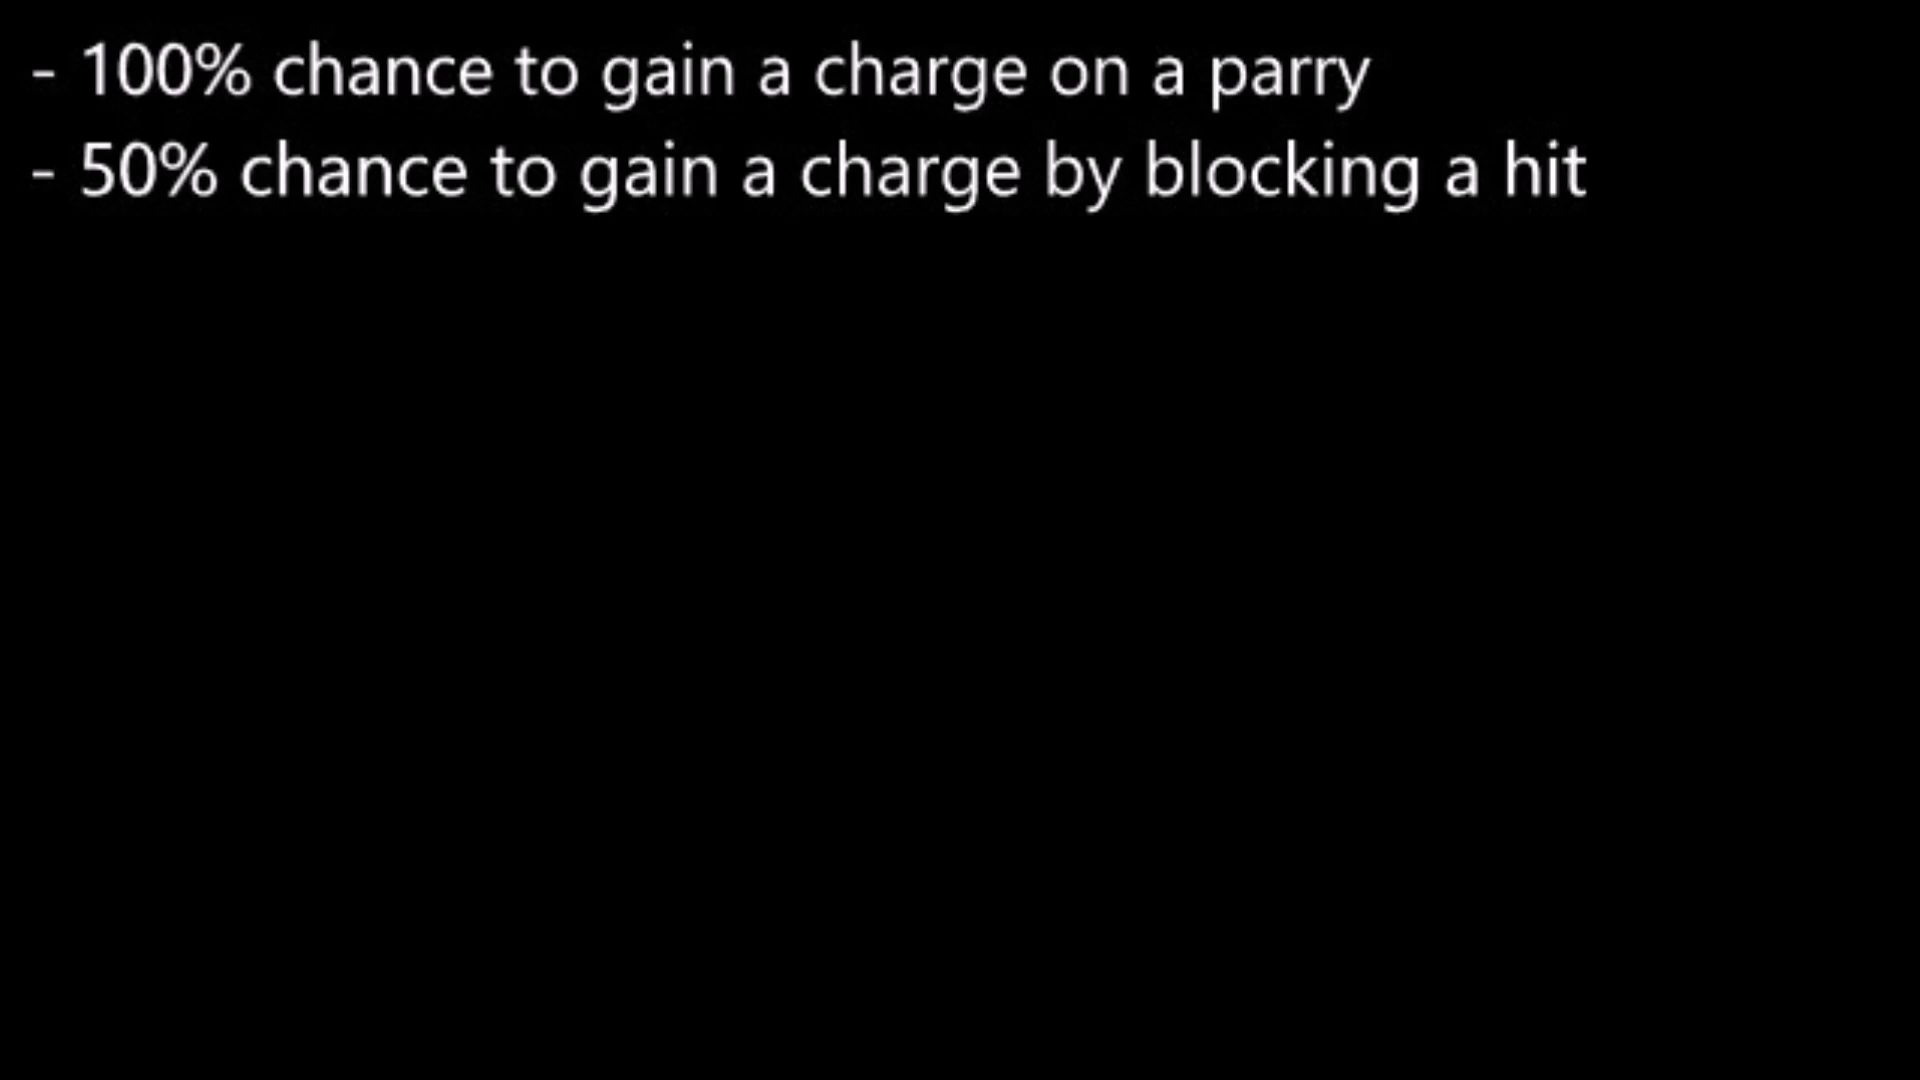 - 100% chance to gain a charge on a parry
- 50% chance to gain a charge by blocking a hit